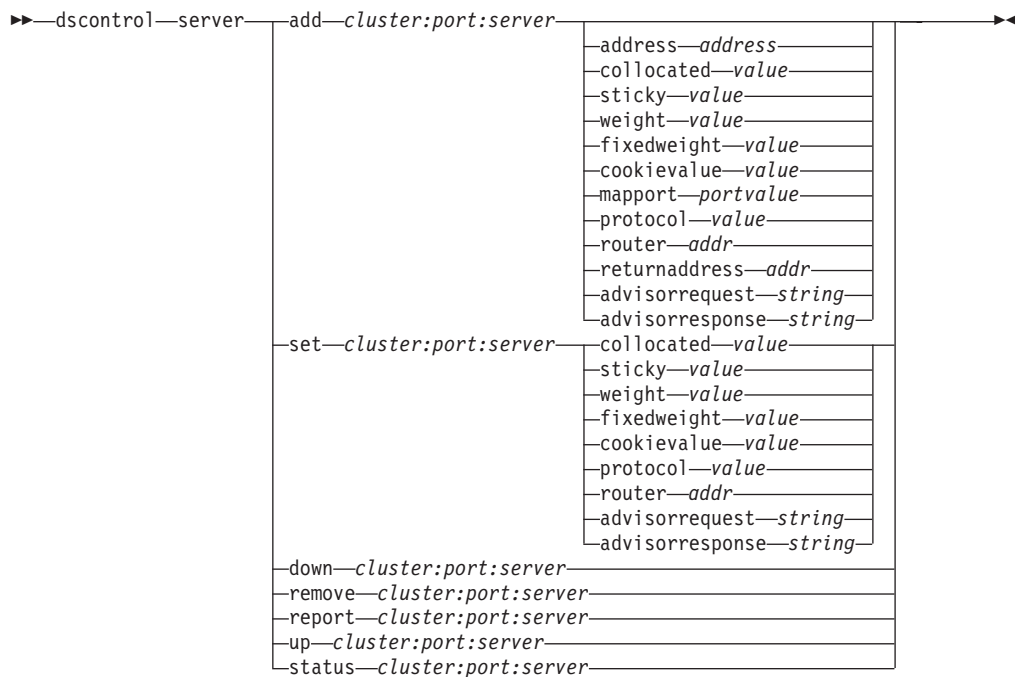 dscontrol server add cluster:port:server
address address
collocated value
sticky value
weight value
fixedweight value
cookievalue value
mapport portvalue
protocol value
router addr
returnaddress addr
advisorrequest string
advisorresponse string
set cluster:port:server collocated value
sticky value
weight value
fixedweight value
cookievalue value
protocol value
router addr
advisorrequest string
advisorresponse string
down cluster:port:server
remove cluster:port:server
report cluster:port:server
up cluster:port:server
status cluster:port:server